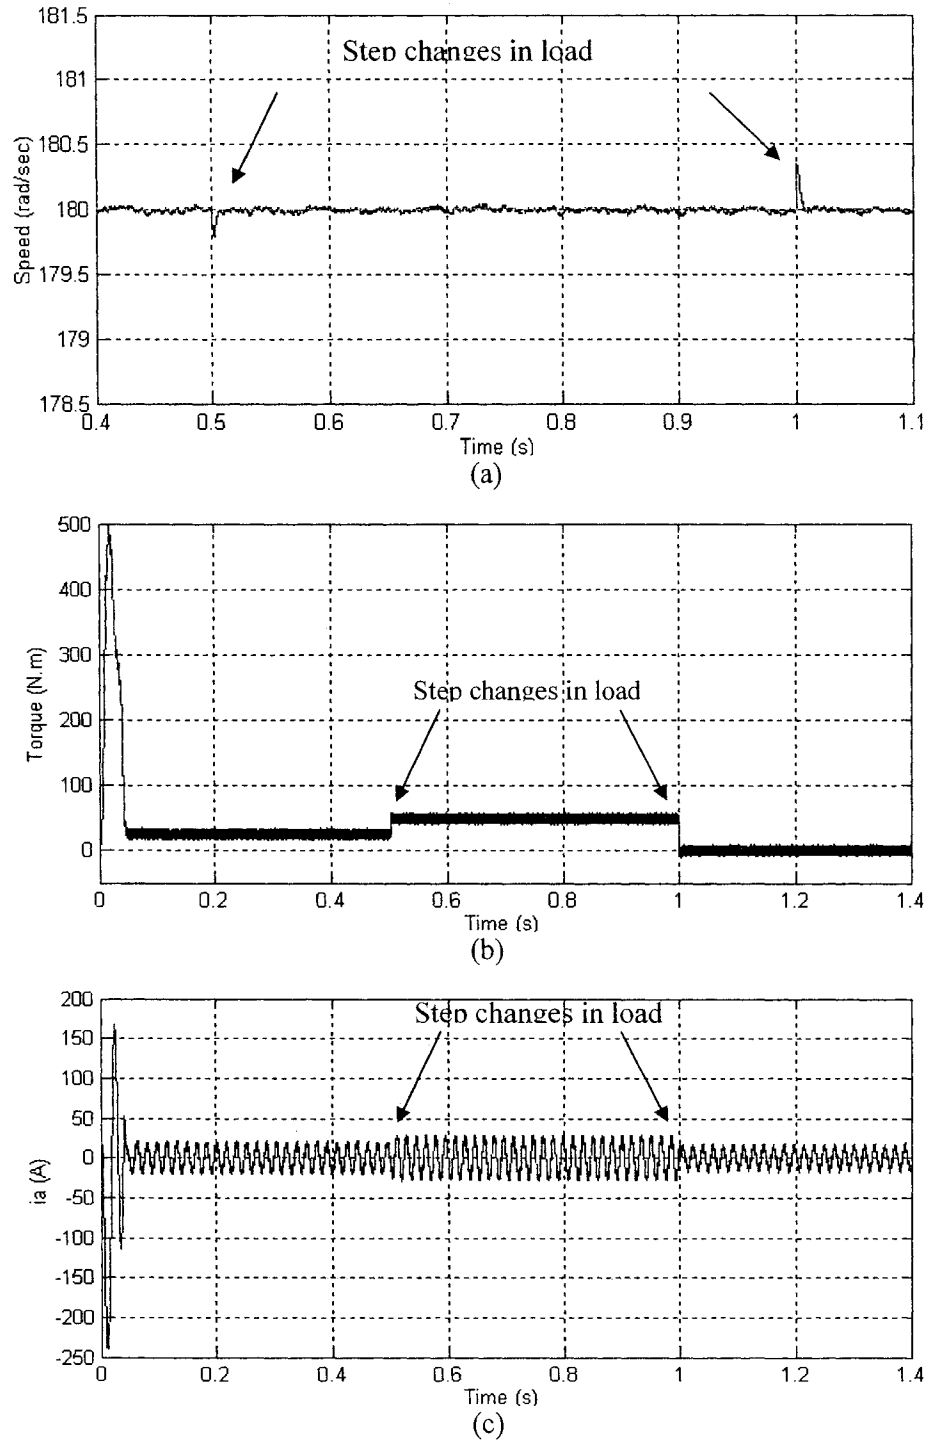 Step changes in load
181.5
181
180.5
180
179.5
179
178.5
Speed (rad/sec)
0.4 0.5 0.6 0.7 0.8 0.9 1 1.1
Time (s)
(a)
Step changes in load
500
400
300
200
100
0
Torque (N.m)
0 0.2 0.4 0.6 0.8 1 1.2 1.4
Time (s)
(b)
Step changes in load
200
150
100
50
0
-50
-100
-150
-200
-250
ia (A)
0 0.2 0.4 0.6 0.8 1 1.2 1.4
Time (s)
(c)